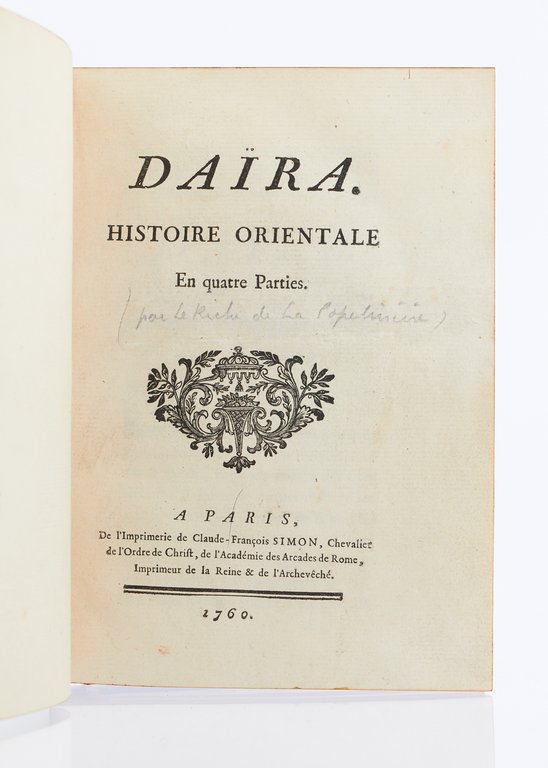 DAÏRA.
HISTOIRE ORIENTALE
En quatre Parties.
(par Le Riche de La Popelinière)
A PARIS,
De l'Imprimerie de Claude-François SIMON, Chevalier
de l'Ordre de Christ, de l'Académie des Arcades de Rome,
Imprimeur de la Reine & de l'Archevêché.
1760.